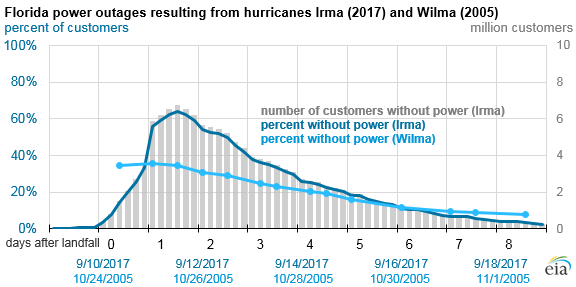 Florida power outages resulting from hurricanes Irma (2017) and Wilma (2005)
percent of customers million customers
100% 10
80% 8
number of customers without power (Irma)
percent without power (Irma)
60% 6
percent without power (Wilma)
40% 4
20% 2
0% 0
days after landfall 0 1 2 3 4 5 6 7 8
9/10/2017 9/12/2017 9/14/2017 9/16/2017 9/18/2017
10/24/2005 10/26/2005 10/28/2005 10/30/2005 11/1/2005
eia